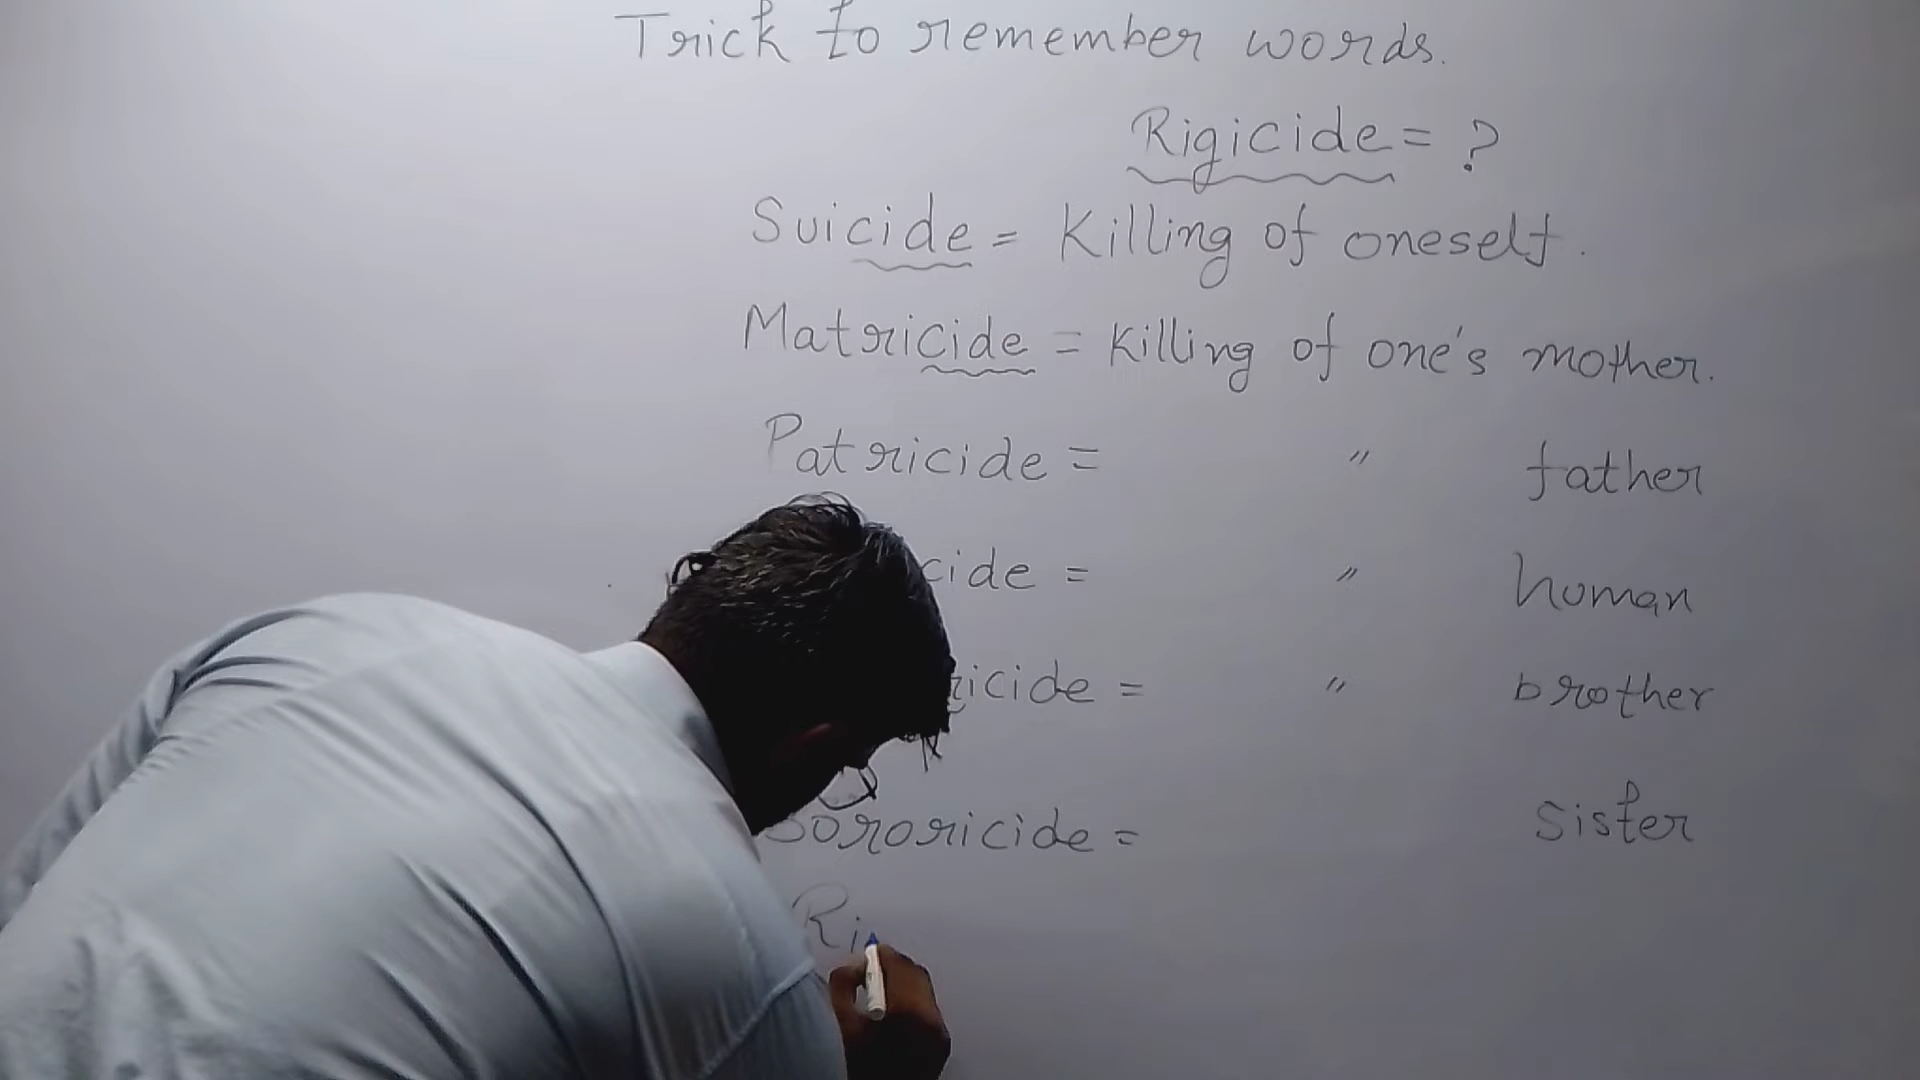 Trick to remember words.
Rigicide = ?
Suicide = Killing of oneself.
Matricide = Killing of one's mother.
Patricide = " father
cide = " human
ricide = " brother
Sororicide = sister
Ri